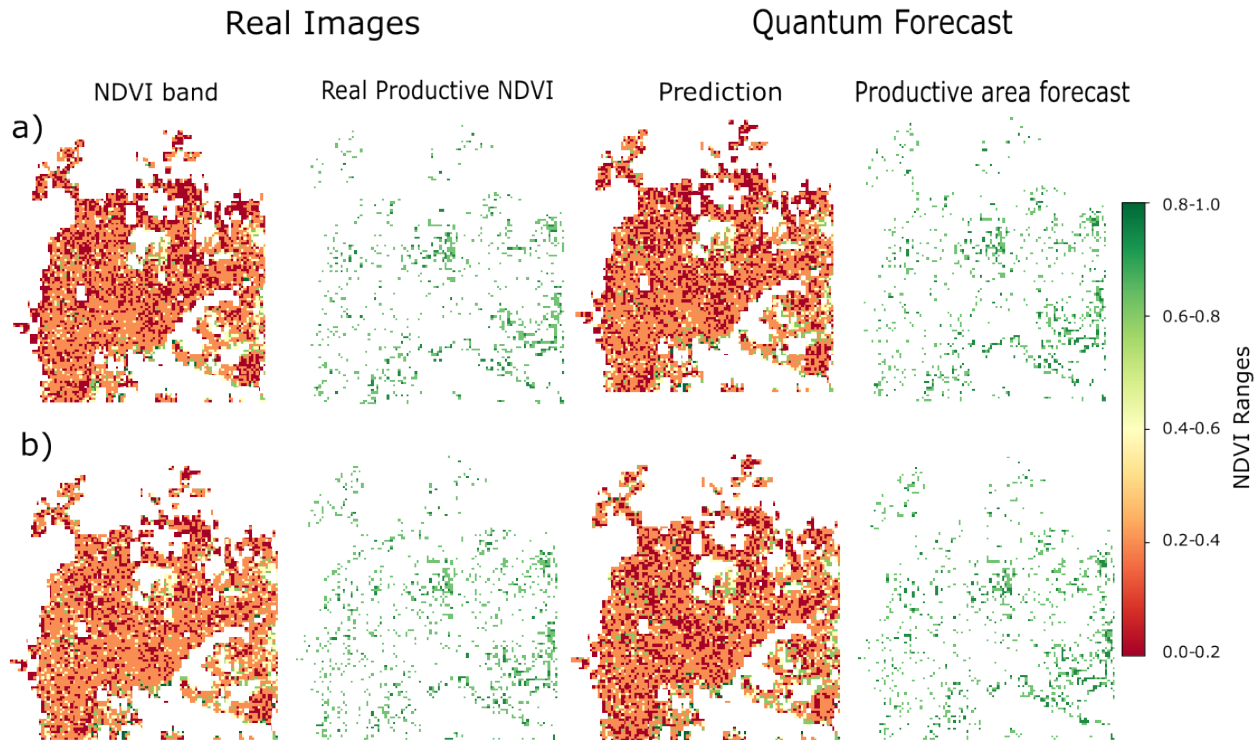 Real Images
Quantum Forecast
NDVI band
Real Productive NDVI
Prediction
Productive area forecast
a)
0.8-1.0
0.6-0.8
0.4-0.6
0.2-0.4
0.0-0.2
NDVI Ranges
b)